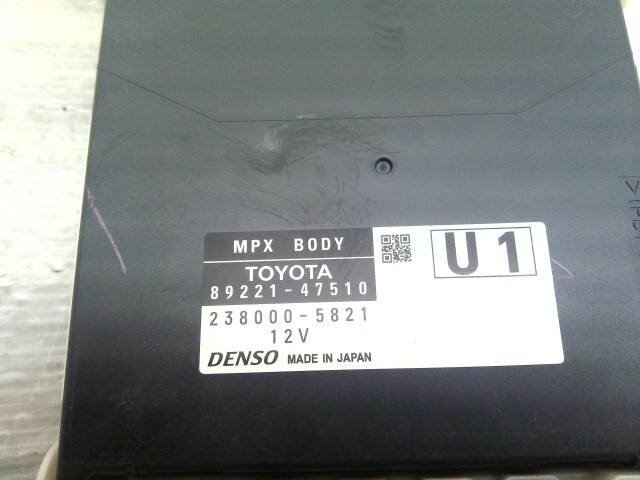 MPX BODY
U1
TOYOTA
89221-47510
238000-5821
12V
DENSO MADE IN JAPAN